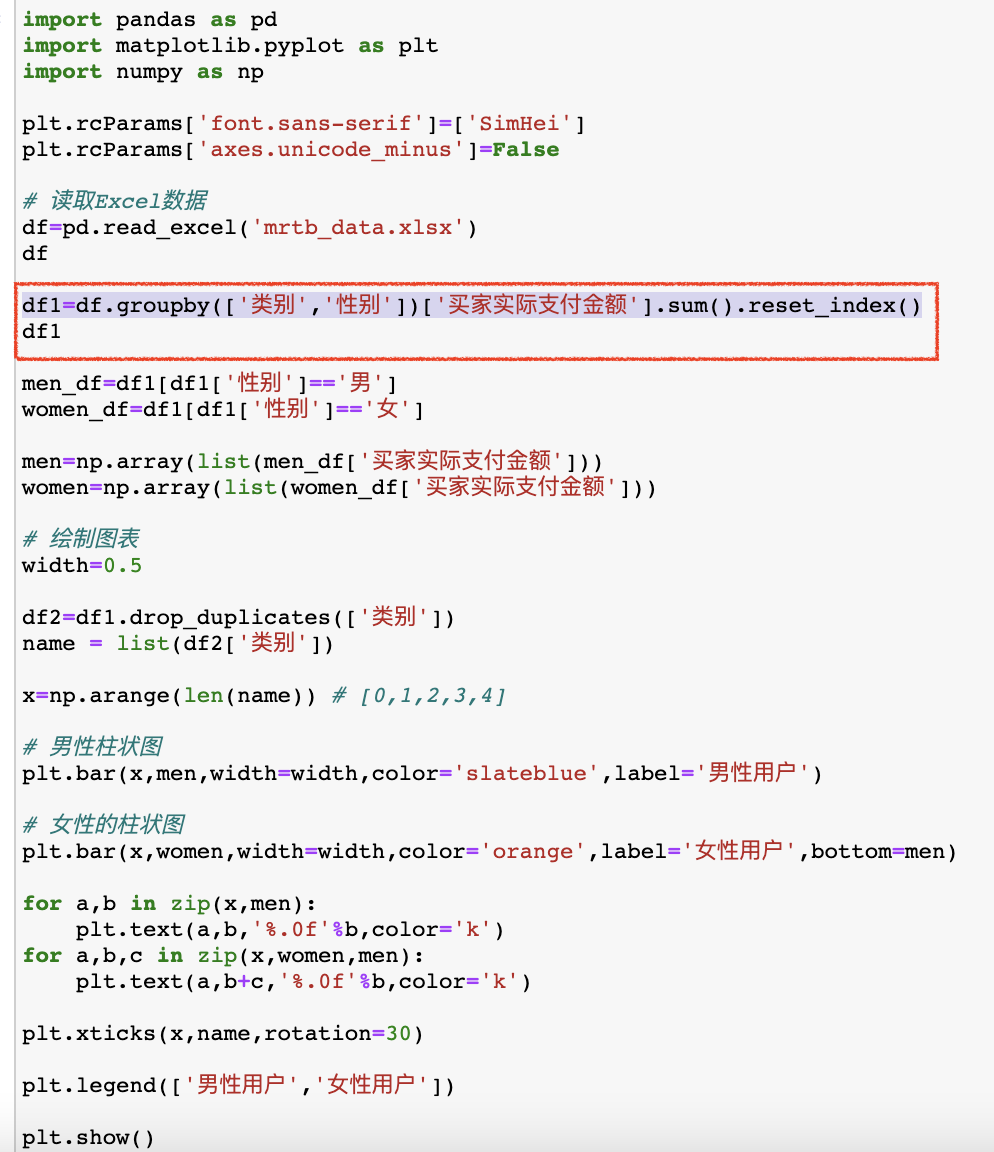 import pandas as pd
import matplotlib.pyplot as plt
import numpy as np
plt.rcParams['font.sans-serif']=['SimHei']
plt.rcParams['axes.unicode_minus']=False
# 读取Excel数据
df=pd.read_excel('mrtb_data.xlsx')
df
df1=df.groupby(['类别','性别'])['买家实际支付金额'].sum().reset_index()
df1
men_df=df1[df1['性别']=='男']
women_df=df1[df1['性别']=='女']
men=np.array(list(men_df['买家实际支付金额']))
women=np.array(list(women_df['买家实际支付金额']))
# 绘制图表
width=0.5
df2=df1.drop_duplicates(['类别'])
name = list(df2['类别'])
x=np.arange(len(name)) # [0,1,2,3,4]
# 男性柱状图
plt.bar(x,men,width=width,color='slateblue',label='男性用户')
# 女性的柱状图
plt.bar(x,women,width=width,color='orange',label='女性用户',bottom=men)
for a,b in zip(x,men):
    plt.text(a,b,'%.0f'%b,color='k')
for a,b,c in zip(x,women,men):
    plt.text(a,b+c,'%.0f'%b,color='k')
plt.xticks(x,name,rotation=30)
plt.legend(['男性用户','女性用户'])
plt.show()